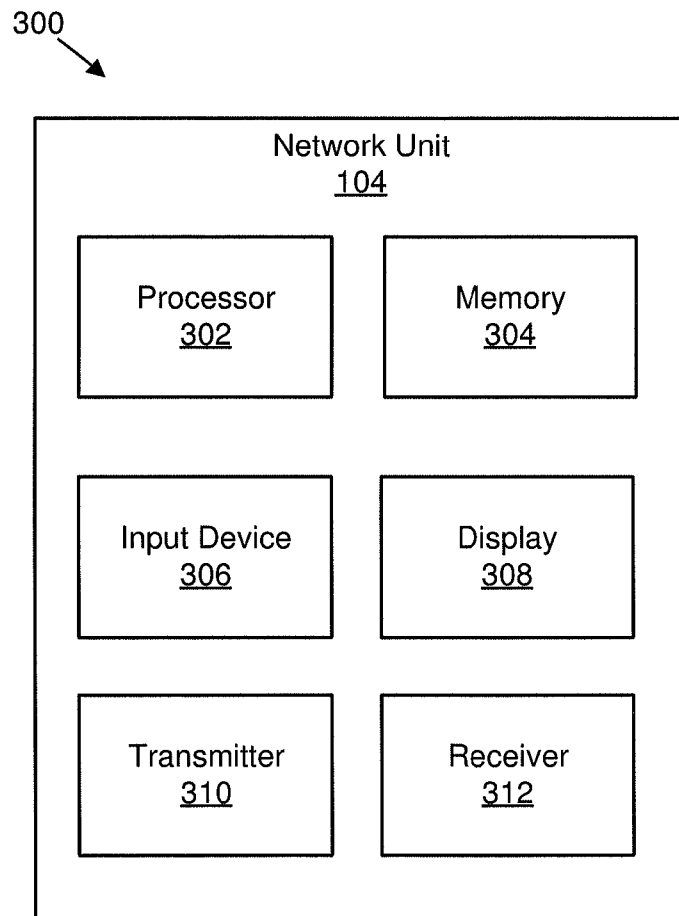 300
Network Unit
104
Processor
302
Memory
304
Input Device
306
Display
308
Transmitter
310
Receiver
312